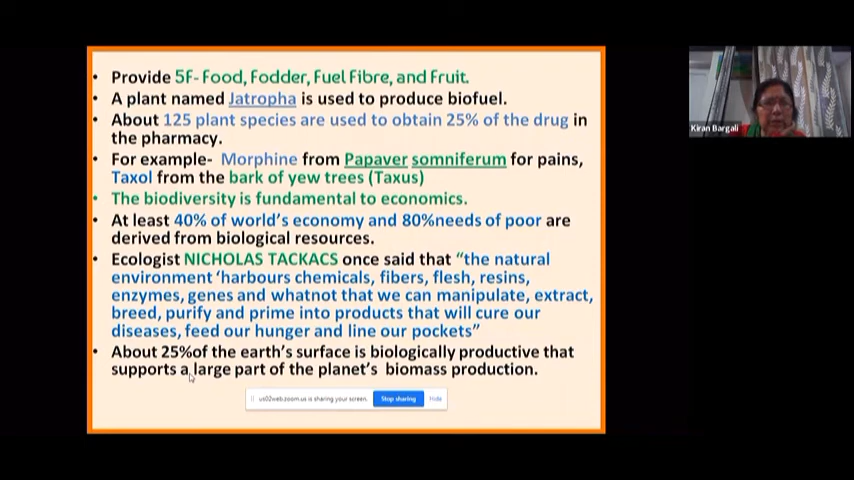 • Provide 5F- Food, Fodder, Fuel Fibre, and Fruit.
• A plant named Jatropha is used to produce biofuel.
• About 125 plant species are used to obtain 25% of the drug in
the pharmacy.
• For example- Morphine from Papaver somniferum for pains,
Taxol from the bark of yew trees (Taxus)
• The biodiversity is fundamental to economics.
• At least 40% of world's economy and 80%needs of poor are
derived from biological resources.
• Ecologist NICHOLAS TACKACS once said that "the natural
environment 'harbours chemicals, fibers, flesh, resins,
enzymes, genes and whatnot that we can manipulate, extract,
breed, purify and prime into products that will cure our
diseases, feed our hunger and line our pockets"
• About 25%of the earth's surface is biologically productive that
supports a large part of the planet's biomass production.
us02web.zoom.us is sharing your screen. Stop sharing Hide
Kiran Bargali